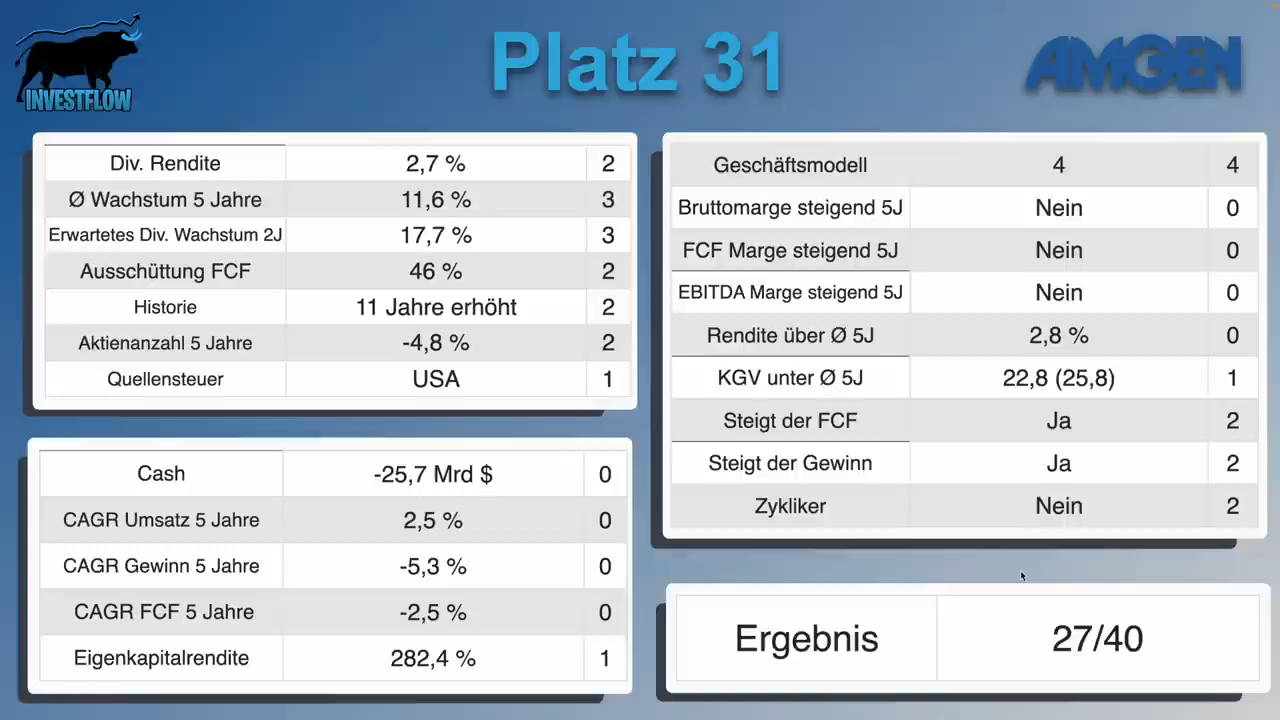 INVESTFLOW
Platz 31
AMGEN
Div. Rendite 2,7 % 2
Ø Wachstum 5 Jahre 11,6 % 3
Erwartetes Div. Wachstum 2J 17,7 % 3
Ausschüttung FCF 46 % 2
Historie 11 Jahre erhöht 2
Aktienanzahl 5 Jahre -4,8 % 2
Quellensteuer USA 1
Cash -25,7 Mrd $ 0
CAGR Umsatz 5 Jahre 2,5 % 0
CAGR Gewinn 5 Jahre -5,3 % 0
CAGR FCF 5 Jahre -2,5 % 0
Eigenkapitalrendite 282,4 % 1
Geschäftsmodell 4 4
Bruttomarge steigend 5J Nein 0
FCF Marge steigend 5J Nein 0
EBITDA Marge steigend 5J Nein 0
Rendite über Ø 5J 2,8 % 0
KGV unter Ø 5J 22,8 (25,8) 1
Steigt der FCF Ja 2
Steigt der Gewinn Ja 2
Zykliker Nein 2
Ergebnis 27/40